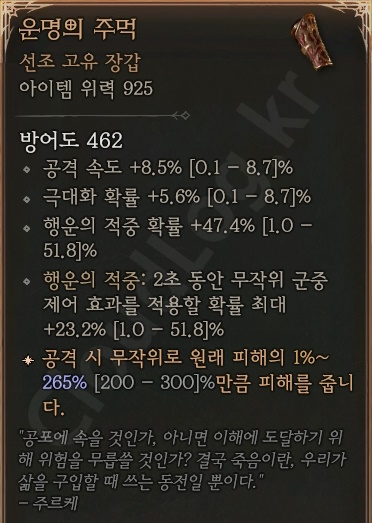 운명의 주먹
선조 고유 장갑
아이템 위력 925
방어도 462
공격 속도 +8.5% [0.1 – 8.7]%
극대화 확률 +5.6% [0.1 – 8.7]%
행운의 적중 확률 +47.4% [1.0 –
51.8]%
행운의 적중: 2초 동안 무작위 군중
제어 효과를 적용할 확률 최대
+23.2% [1.0 – 51.8]%
공격 시 무작위로 원래 피해의 1%~
265% [200 – 300]%만큼 피해를 줍니
다.
"공포에 속을 것인가, 아니면 이해에 도달하기 위
해 위험을 무릅쓸 것인가? 결국 죽음이란, 우리가
삶을 구입할 때 쓰는 동전일 뿐이다."
– 주르케